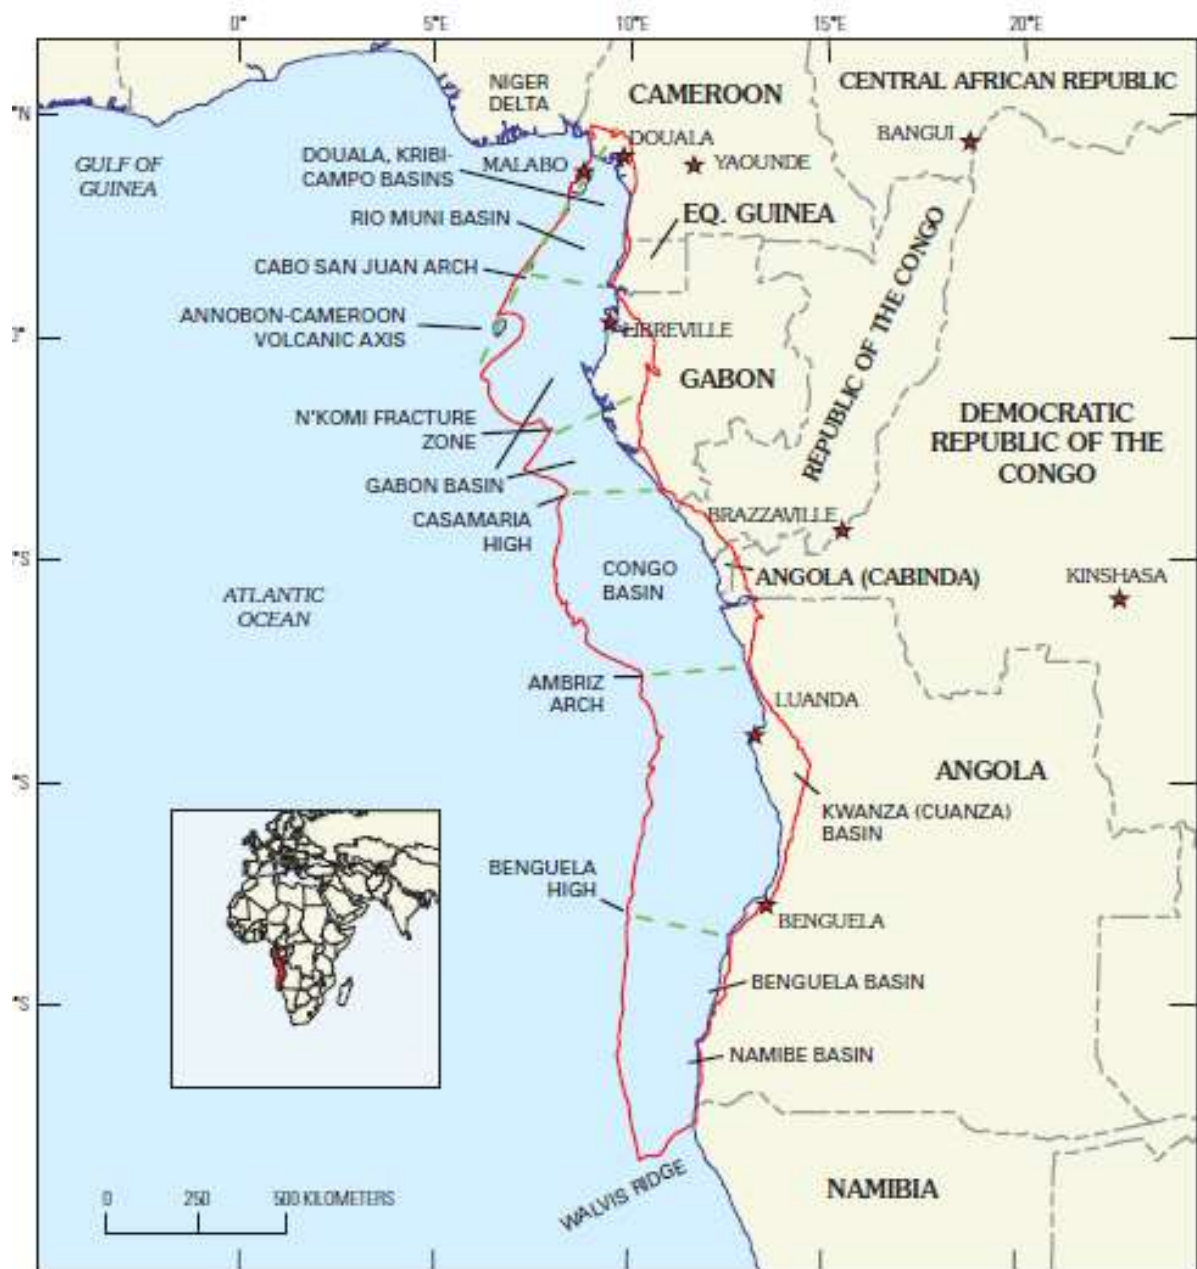 0°
5°E
10°E
15°E
20°E
NIGER
DELTA
CAMEROON
CENTRAL AFRICAN REPUBLIC
°N
GULF OF
GUINEA
DOUALA, KRIBI-
CAMPO BASINS
MALABO
DOUALA
YAOUNDE
BANGUI
RIO MUNI BASIN
EQ. GUINEA
CABO SAN JUAN ARCH
REPUBLIC OF THE CONGO
ANNOBON-CAMEROON
VOLCANIC AXIS
°
LIBREVILLE
GABON
N'KOMI FRACTURE
ZONE
DEMOCRATIC
REPUBLIC OF THE
CONGO
GABON BASIN
CASAMARIA
HIGH
BRAZZAVILLE
°S
CONGO
BASIN
ANGOLA (CABINDA)
KINSHASA
ATLANTIC
OCEAN
AMBRIZ
ARCH
LUANDA
°S
ANGOLA
KWANZA (CUANZA)
BASIN
BENGUELA
HIGH
BENGUELA
°S
BENGUELA BASIN
NAMIBE BASIN
WALVIS RIDGE
NAMIBIA
0 250 500 KILOMETERS